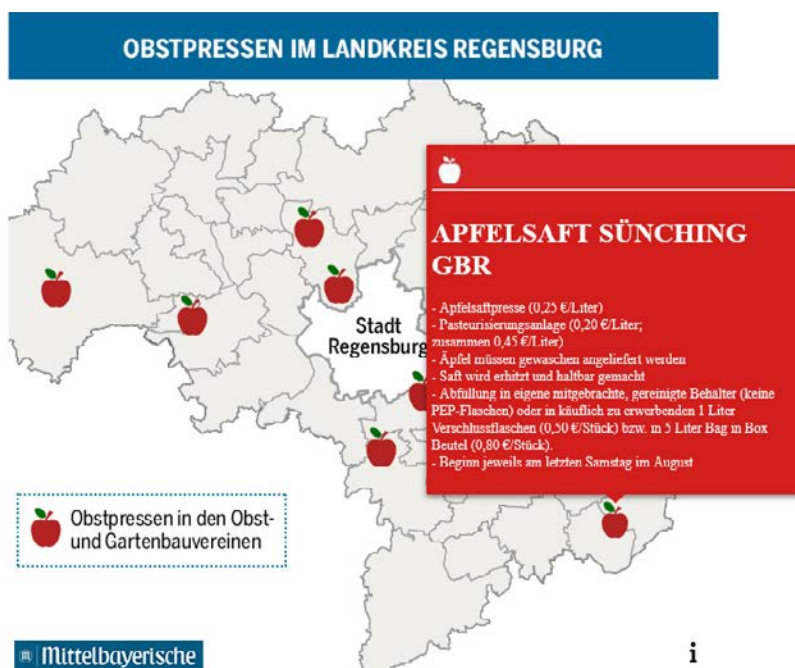 OBSTPRESSEN IM LANDKREIS REGENSBURG
APFELSAFT SÜNCHING
GBR
- Apfelsaftpresse (0,25 €/Liter)
- Pasteurisierungsanlage (0,20 €/Liter;
zusammen 0,45 €/Liter)
- Äpfel müssen gewaschen angeliefert werden
- Saft wird erhitzt und haltbar gemacht
- Abfüllung in eigene mitgebrachte, gereinigte Behälter (keine
PEP-Flaschen) oder in käuflich zu erwerbenden 1 Liter
Verschlussflaschen (0,50 €/Stück) bzw. in 5 Liter Bag in Box
Beutel (0,80 €/Stück).
- Beginn jeweils am letzten Samstag im August
Stadt
Regensburg
Obstpressen in den Obst-
und Gartenbauvereinen
Mittelbayerische
i